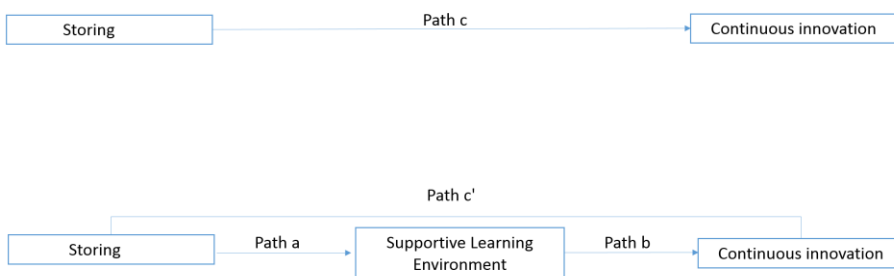 Path c
Storing
Continuous innovation
Path c'
Path a
Path b
Storing
Supportive Learning
Environment
Continuous innovation